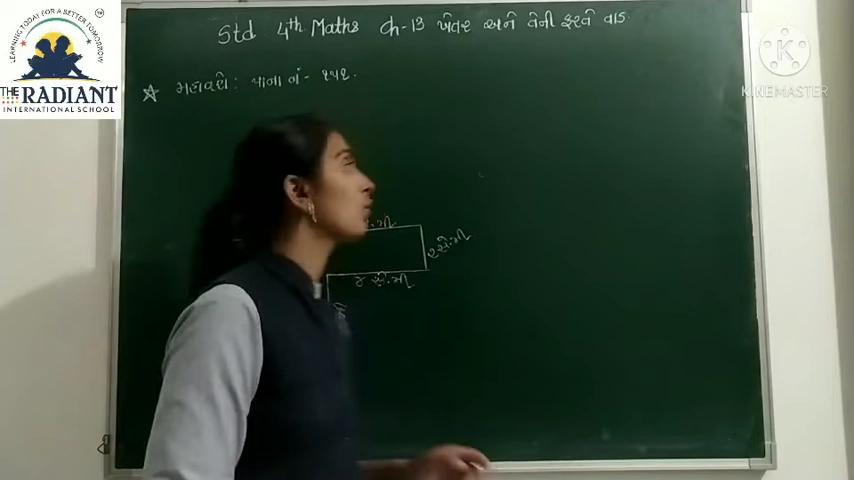 LEARNING TODAY, FOR A BETTER TOMORROW
THE RADIANT
INTERNATIONAL SCHOOL
Std 4th Maths Ch-13 ખેતર અને તેની ફરતે વાડ
KINEMASTER
મહાવરો : પાના નં - ૧૫૨.
સે.મી
૨ સે.મી
૪ સે.મી